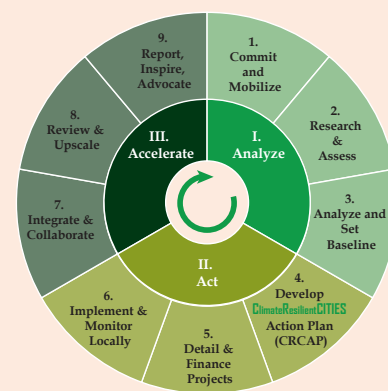 1.
Commit
and
Mobilize
2.
Research
&
Assess
3.
Analyze and
Set
Baseline
4.
Develop
ClimateResilientCITIES
Action Plan
(CRCAP)
5.
Detail &
Finance
Projects
6.
Implement &
Monitor
Locally
7.
Integrate &
Collaborate
8.
Review &
Upscale
9.
Report,
Inspire,
Advocate
I.
Analyze
II.
Act
III.
Accelerate